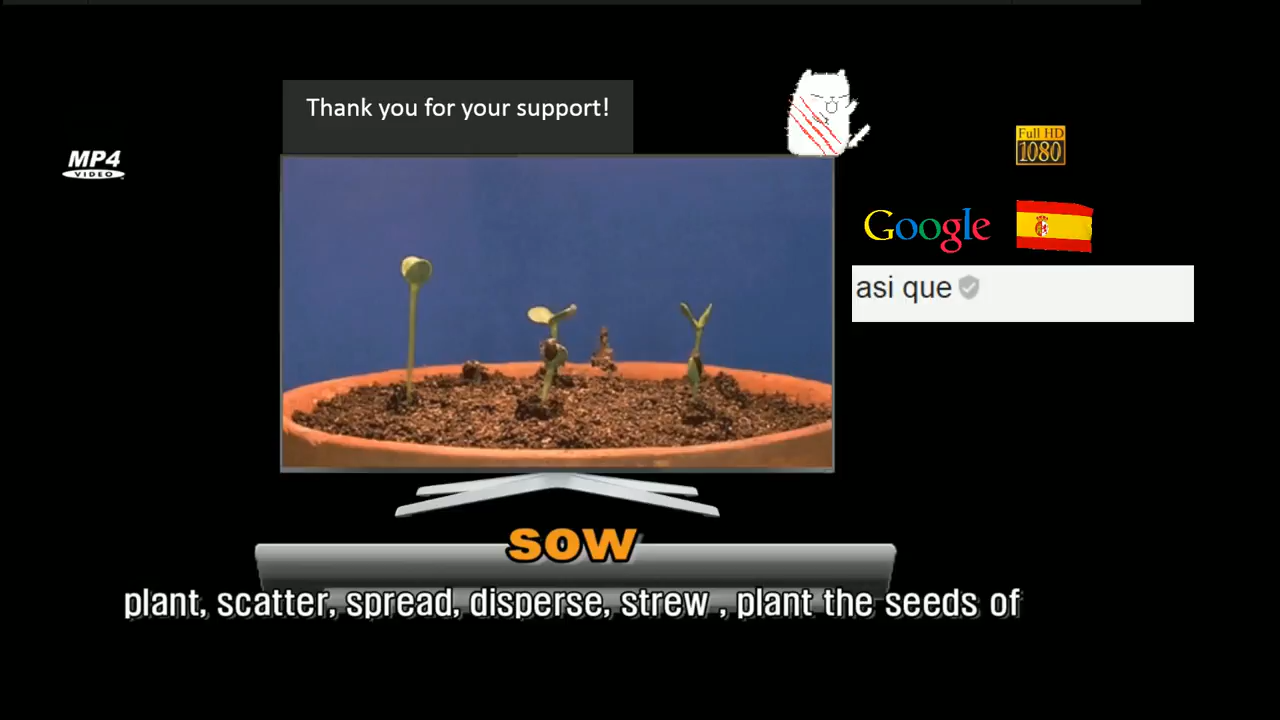 Thank you for your support!
MP4
VIDEO
Full HD
1080
Google
asi que
sow
plant, scatter, spread, disperse, strew , plant the seeds of